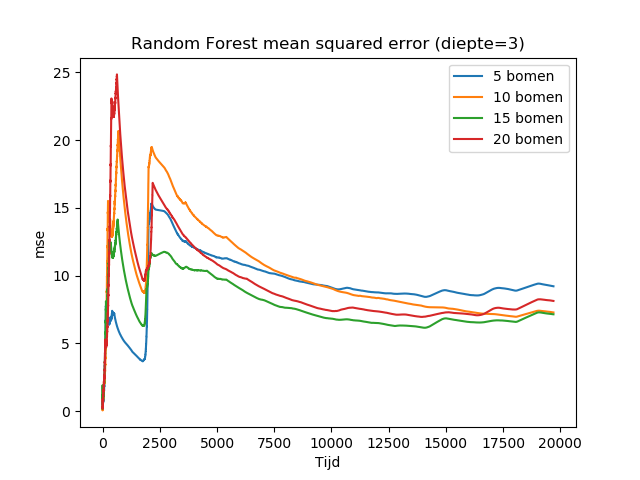 Random Forest mean squared error (diepte=3)
5 bomen
10 bomen
15 bomen
20 bomen
25
20
15
10
5
0
mse
0 2500 5000 7500 10000 12500 15000 17500 20000
Tijd